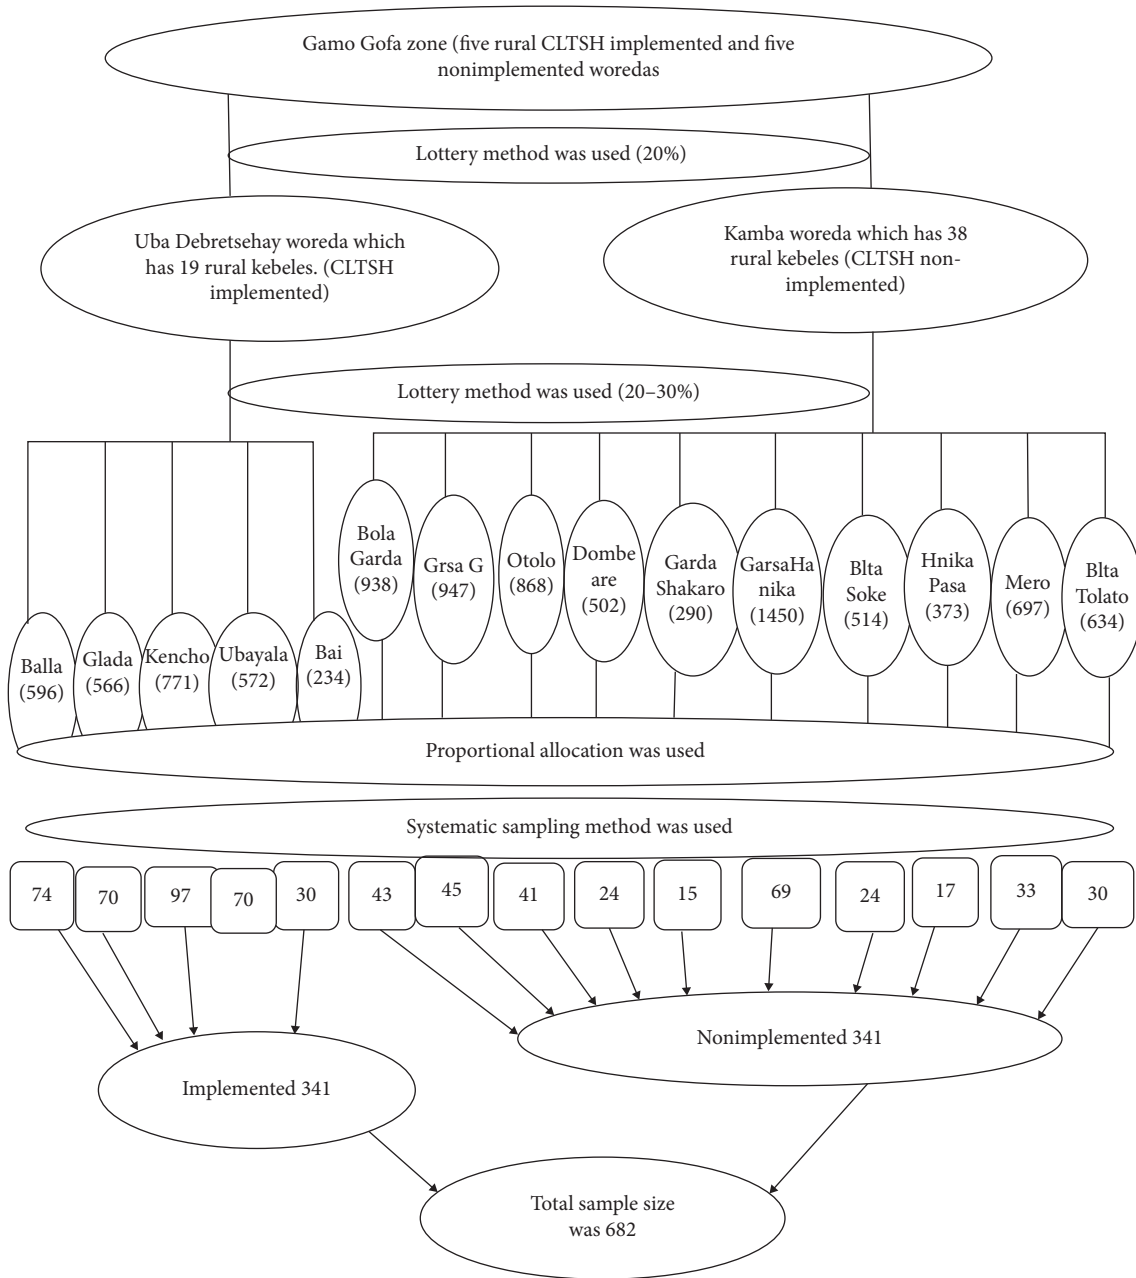 Gamo Gofa zone (five rural CLTSH implemented and five
nonimplemented woredas
Lottery method was used (20%)
Uba Debretsehay woreda which
has 19 rural kebeles. (CLTSH
implemented)
Kamba woreda which has 38
rural kebeles (CLTSH non-
implemented)
Lottery method was used (20–30%)
Balla
(596)
Glada
(566)
Kencho
(771)
Ubayala
(572)
Bai
(234)
Bola
Garda
(938)
Grsa G
(947)
Otolo
(868)
Dombe
are
(502)
Garda
Shakaro
(290)
GarsaHa
nika
(1450)
Blta
Soke
(514)
Hnika
Pasa
(373)
Mero
(697)
Blta
Tolato
(634)
Proportional allocation was used
Systematic sampling method was used
74
70
97
70
30
43
45
41
24
15
69
24
17
33
30
Implemented 341
Nonimplemented 341
Total sample size
was 682